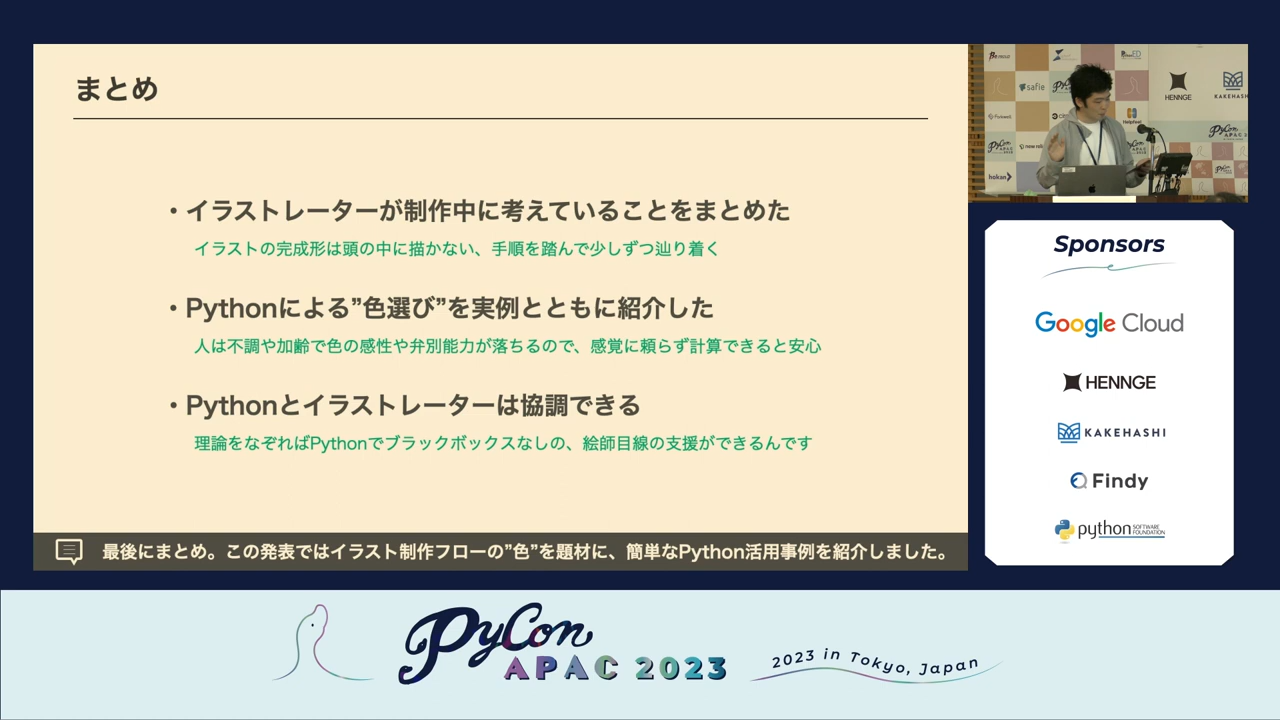 まとめ
・イラストレーターが制作中に考えていることをまとめた
イラストの完成形は頭の中に描かない、手順を踏んで少しずつ辿り着く
・Pythonによる”色選び”を実例とともに紹介した
人は不調や加齢で色の感性や弁別能力が落ちるので、感覚に頼らず計算できると安心
・Pythonとイラストレーターは協調できる
理論をなぞればPythonでブラックボックスなしの、絵師目線の支援ができるんです
最後にまとめ。この発表ではイラスト制作フローの”色”を題材に、簡単なPython活用事例を紹介しました。
safie
HENNGE
KAKEHASHI
PyCon
APAC
hokan
Sponsors
Google Cloud
HENNGE
KAKEHASHI
Findy
python SOFTWARE FOUNDATION
PyCon
APAC 2023
2023 in Tokyo, Japan